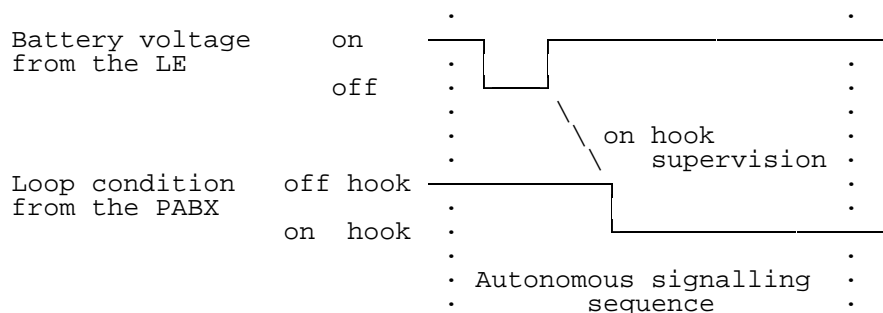 Battery voltage on
from the LE
off
on hook
supervision
Loop condition off hook
from the PABX
on hook
Autonomous signalling
sequence